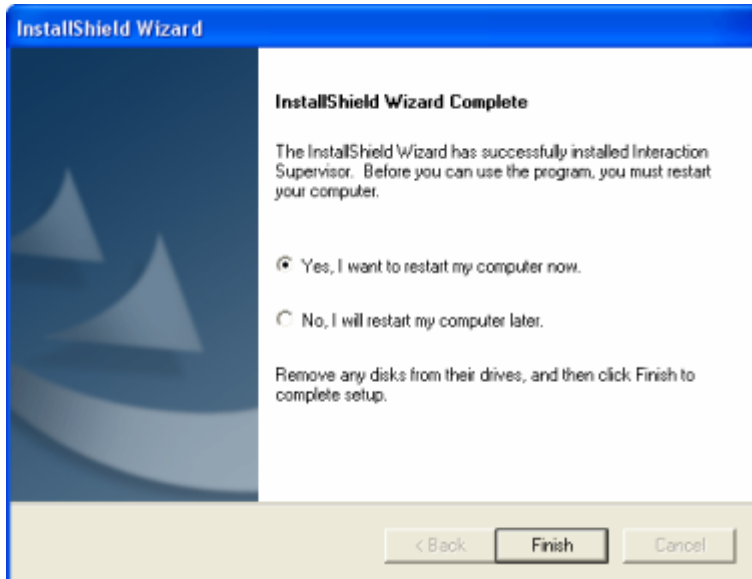 InstallShield Wizard
InstallShield Wizard Complete
The InstallShield Wizard has successfully installed Interaction
Supervisor. Before you can use the program, you must restart
your computer.
Yes, I want to restart my computer now.
No, I will restart my computer later.
Remove any disks from their drives, and then click Finish to
complete setup.
< Back Finish Cancel